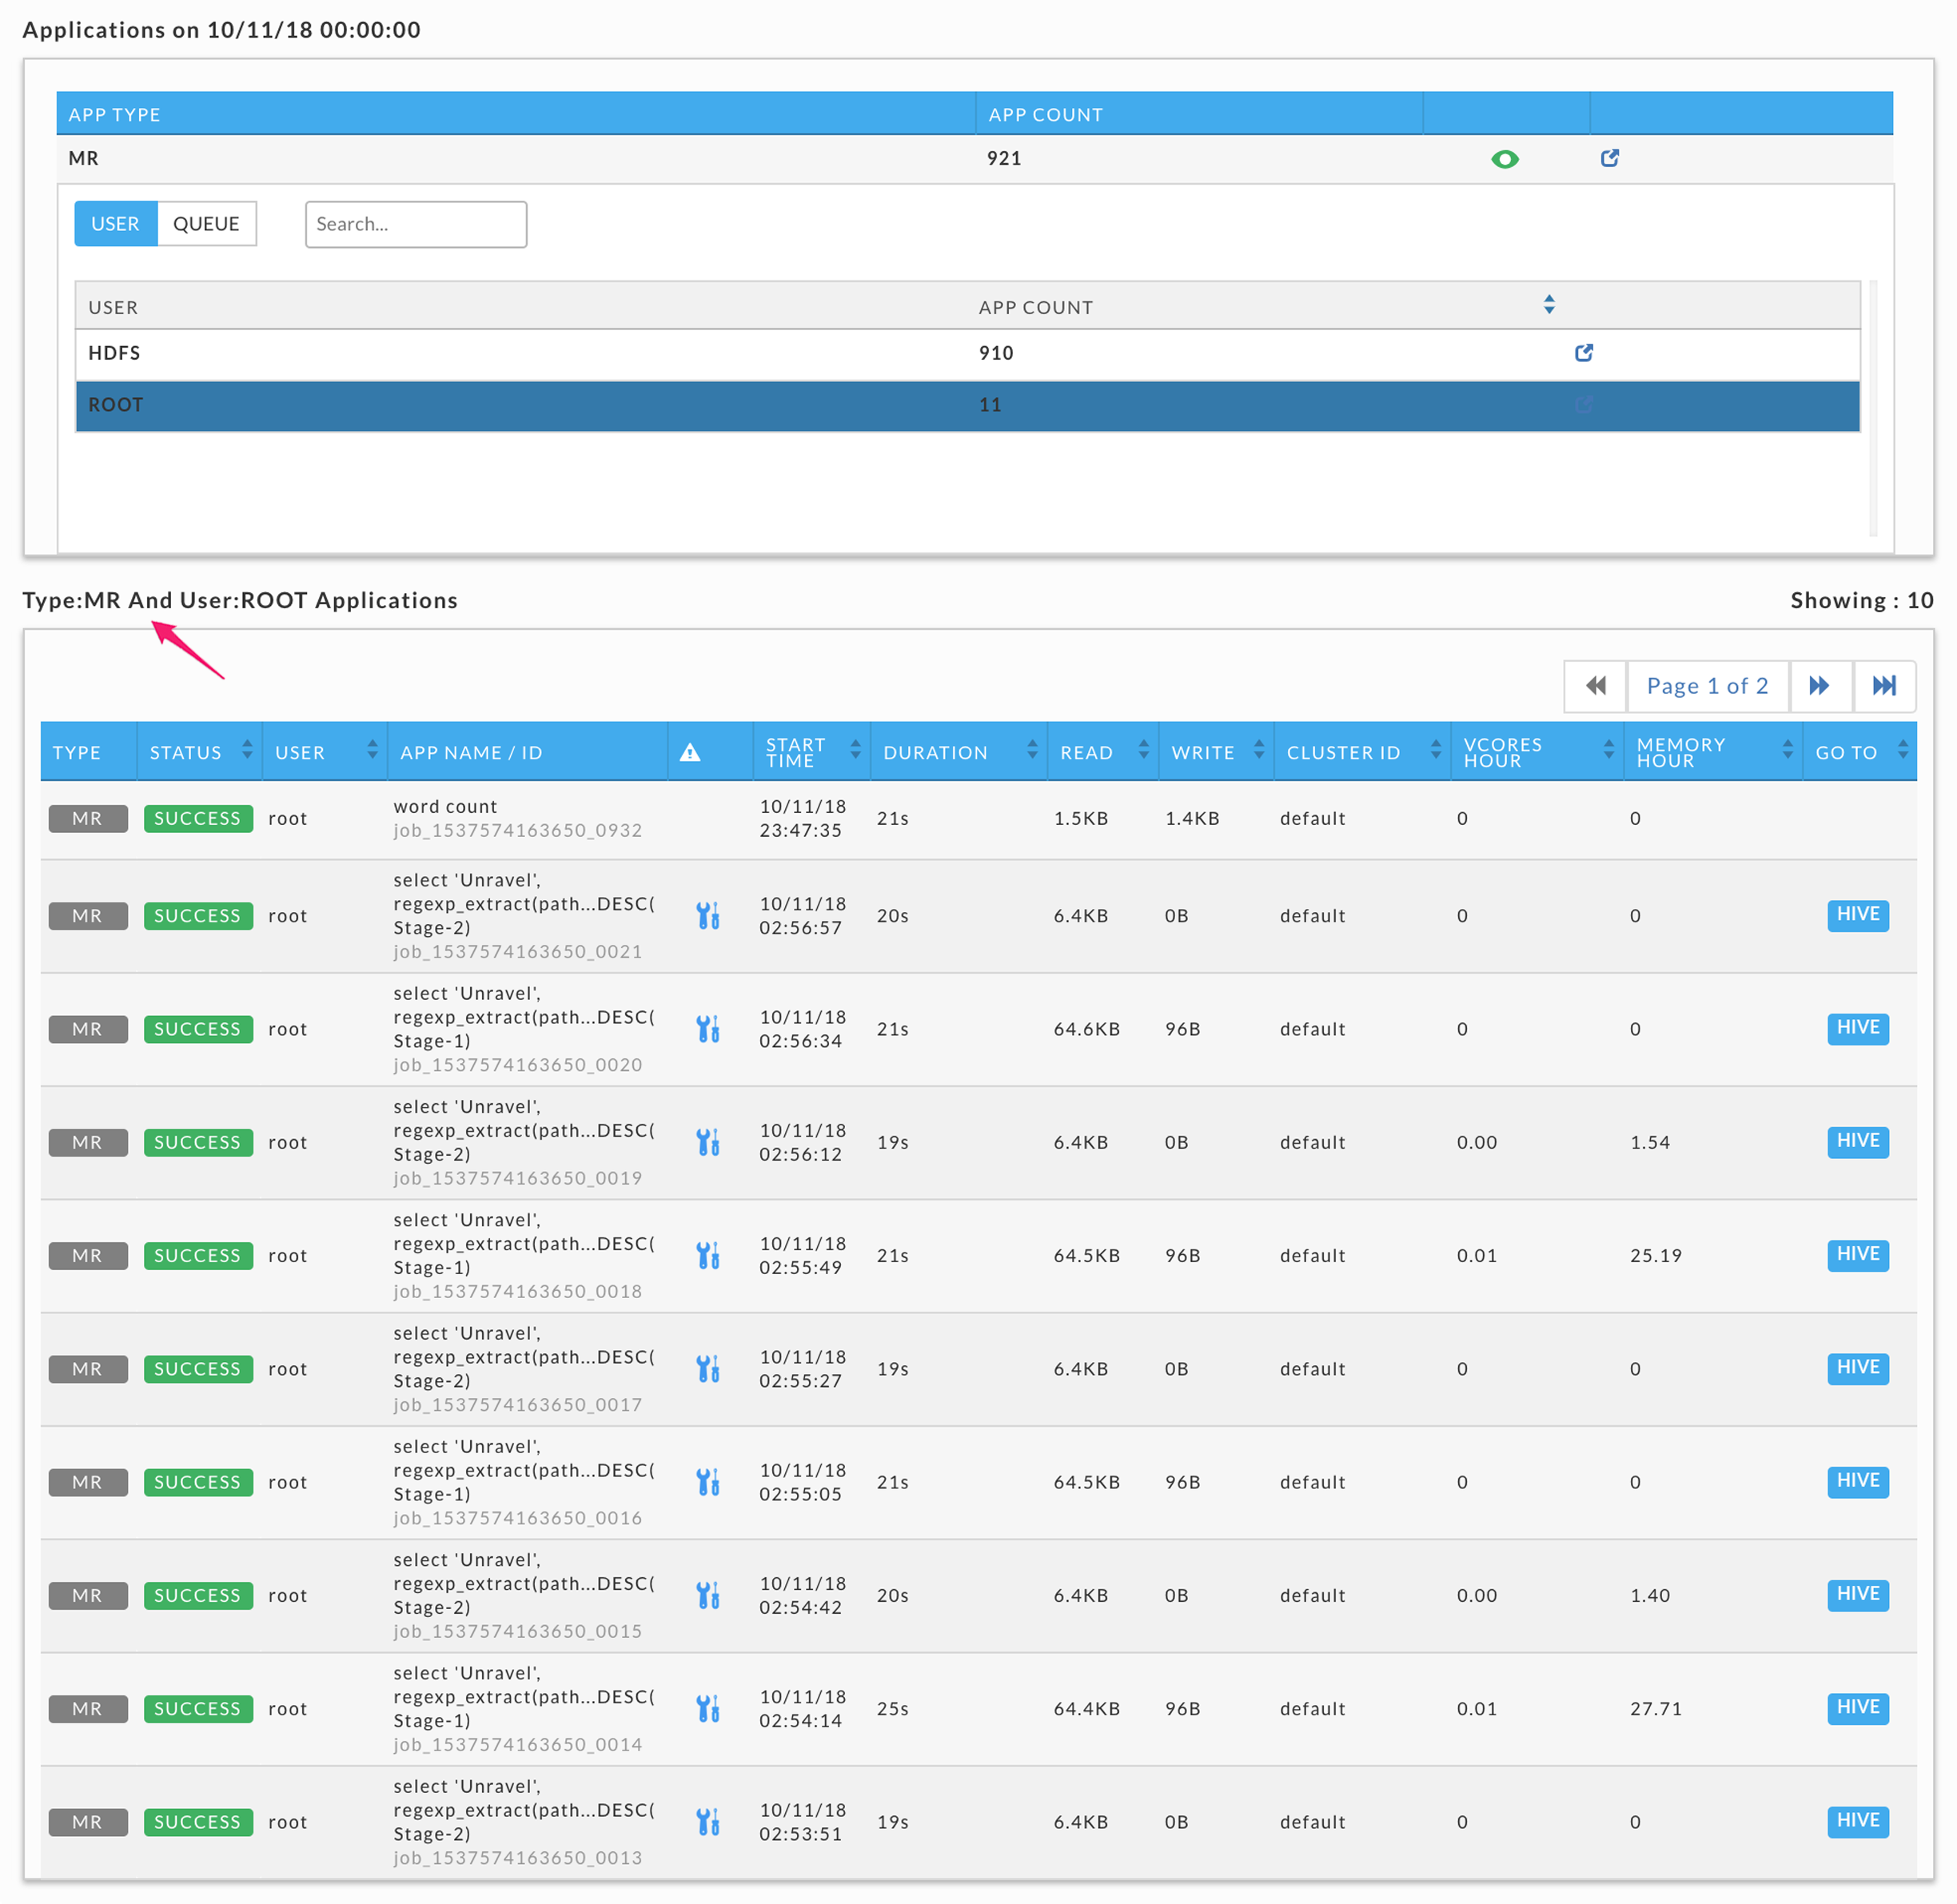 Applications on 10/11/18 00:00:00
APP TYPE APP COUNT
MR 921
USER QUEUE Search...
USER APP COUNT
HDFS 910
ROOT 11
Type:MR And User:ROOT Applications Showing : 10
Page 1 of 2
TYPE STATUS USER APP NAME / ID START TIME DURATION READ WRITE CLUSTER ID VCORES HOUR MEMORY HOUR GO TO
word count 10/11/18
MR SUCCESS root 21s 1.5KB 1.4KB default 0 0
job_1537574163650_0932 23:47:35
select 'Unravel',
regexp_extract(path...DESC( 10/11/18
MR SUCCESS root 20s 6.4KB 0B default 0 0 HIVE
Stage-2) 02:56:57
job_1537574163650_0021
select 'Unravel',
regexp_extract(path...DESC( 10/11/18
MR SUCCESS root 21s 64.6KB 96B default 0 0 HIVE
Stage-1) 02:56:34
job_1537574163650_0020
select 'Unravel',
regexp_extract(path...DESC( 10/11/18
MR SUCCESS root 19s 6.4KB 0B default 0.00 1.54 HIVE
Stage-2) 02:56:12
job_1537574163650_0019
select 'Unravel',
regexp_extract(path...DESC( 10/11/18
MR SUCCESS root 21s 64.5KB 96B default 0.01 25.19 HIVE
Stage-1) 02:55:49
job_1537574163650_0018
select 'Unravel',
regexp_extract(path...DESC( 10/11/18
MR SUCCESS root 19s 6.4KB 0B default 0 0 HIVE
Stage-2) 02:55:27
job_1537574163650_0017
select 'Unravel',
regexp_extract(path...DESC( 10/11/18
MR SUCCESS root 21s 64.5KB 96B default 0 0 HIVE
Stage-1) 02:55:05
job_1537574163650_0016
select 'Unravel',
regexp_extract(path...DESC( 10/11/18
MR SUCCESS root 20s 6.4KB 0B default 0.00 1.40 HIVE
Stage-2) 02:54:42
job_1537574163650_0015
select 'Unravel',
regexp_extract(path...DESC( 10/11/18
MR SUCCESS root 25s 64.4KB 96B default 0.01 27.71 HIVE
Stage-1) 02:54:14
job_1537574163650_0014
select 'Unravel',
regexp_extract(path...DESC( 10/11/18
MR SUCCESS root 19s 6.4KB 0B default 0 0 HIVE
Stage-2) 02:53:51
job_1537574163650_0013